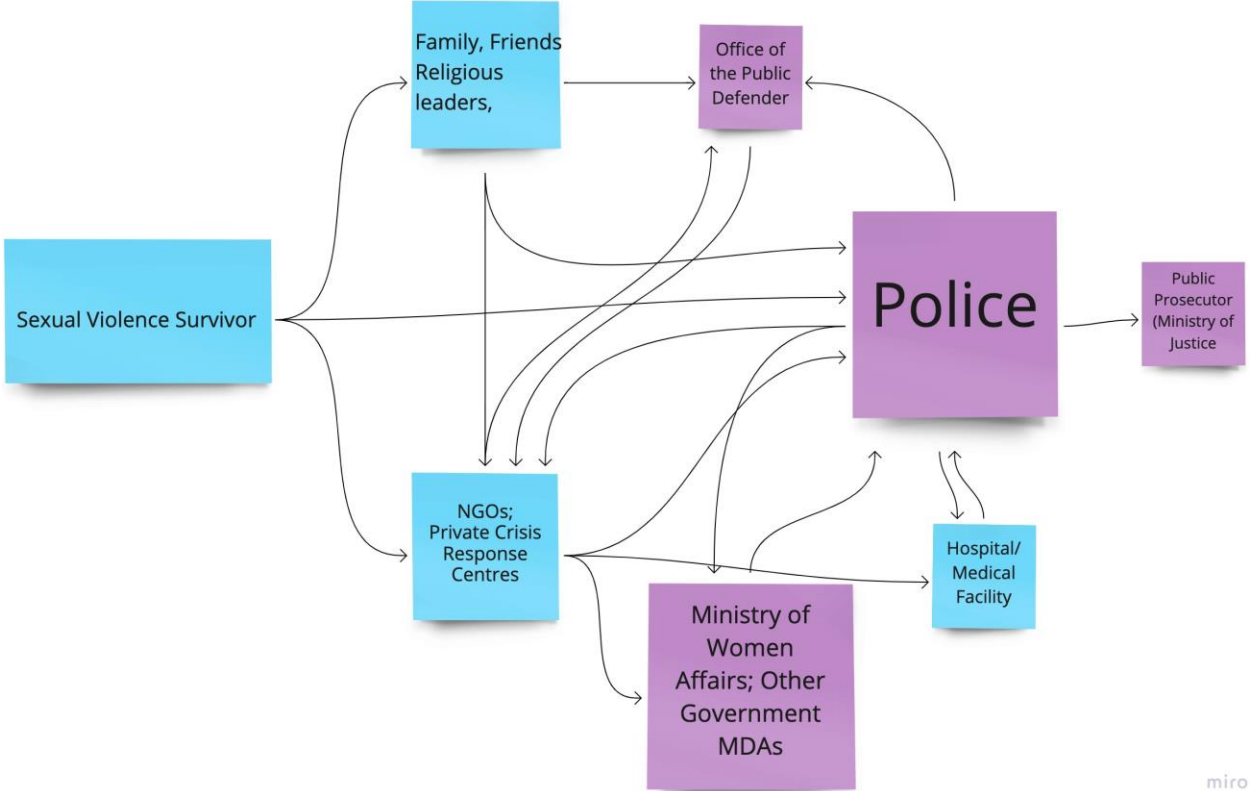 Family, Friends
Religious
leaders,
Office of
the Public
Defender
Sexual Violence Survivor
Police
Public
Prosecutor
(Ministry of
Justice
NGOs;
Private Crisis
Response
Centres
Hospital/
Medical
Facility
Ministry of
Women
Affairs; Other
Government
MDAs
miro